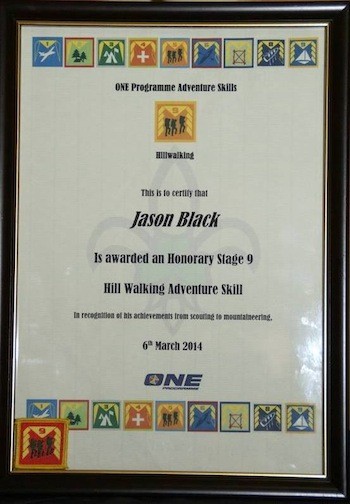 ONE Programme Adventure Skills
Hillwalking
This is to certify that
Jason Black
Is awarded an Honorary Stage 9
Hill Walking Adventure Skill
In recognition of his achievements from scouting to mountaineering,
6th March 2014
ONE
PROGRAMME